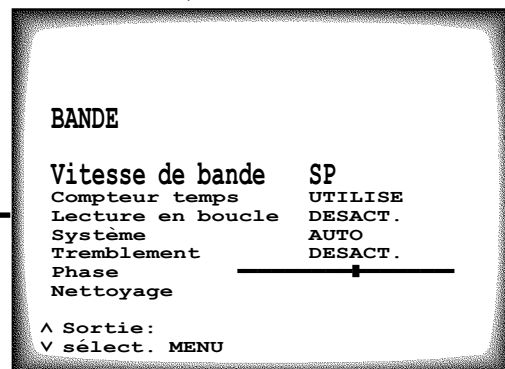 BANDE
Vitesse de bande SP
Compteur temps UTILISE
Lecture en boucle DESACT.
Système AUTO
Tremblement DESACT.
Phase
Nettoyage
∧ Sortie:
∨ sélect. MENU